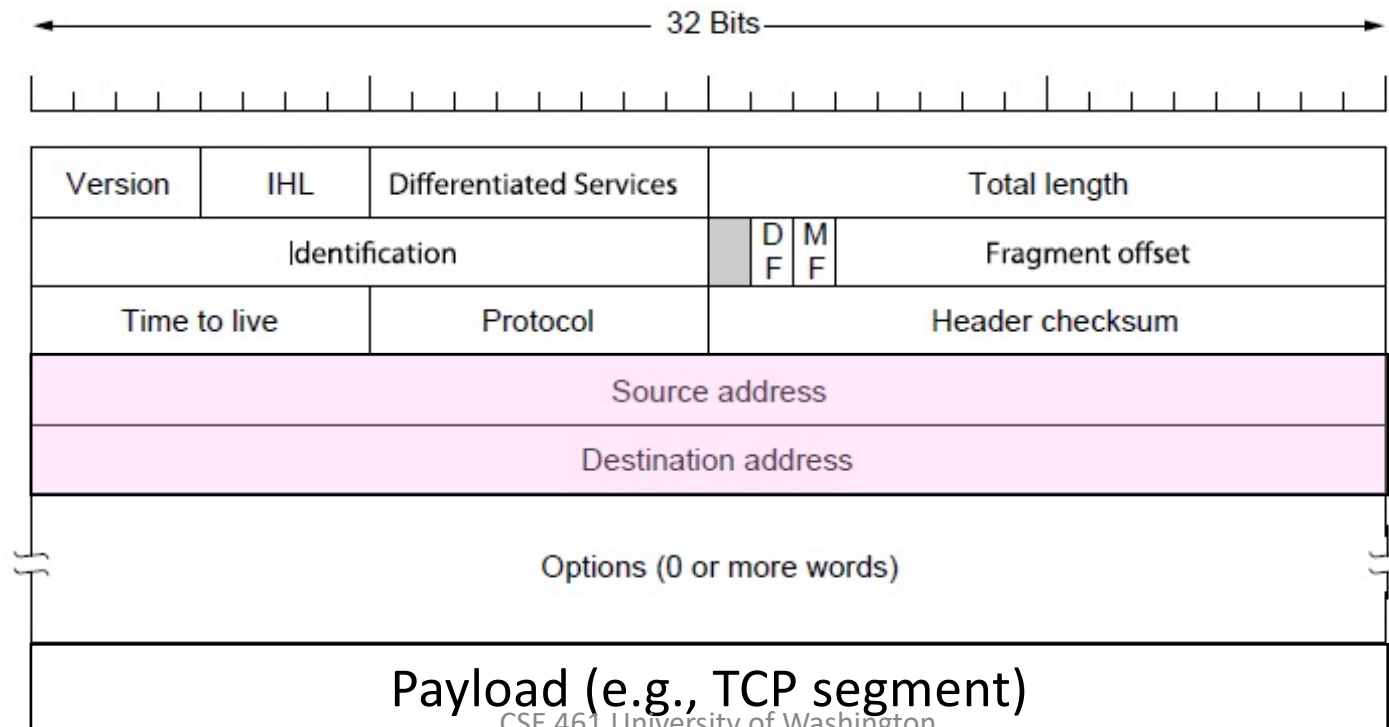 32 Bits
Version IHL Differentiated Services Total length
Identification D F M F Fragment offset
Time to live Protocol Header checksum
Source address
Destination address
Options (0 or more words)
Payload (e.g., TCP segment)
CSE 461 University of Washington